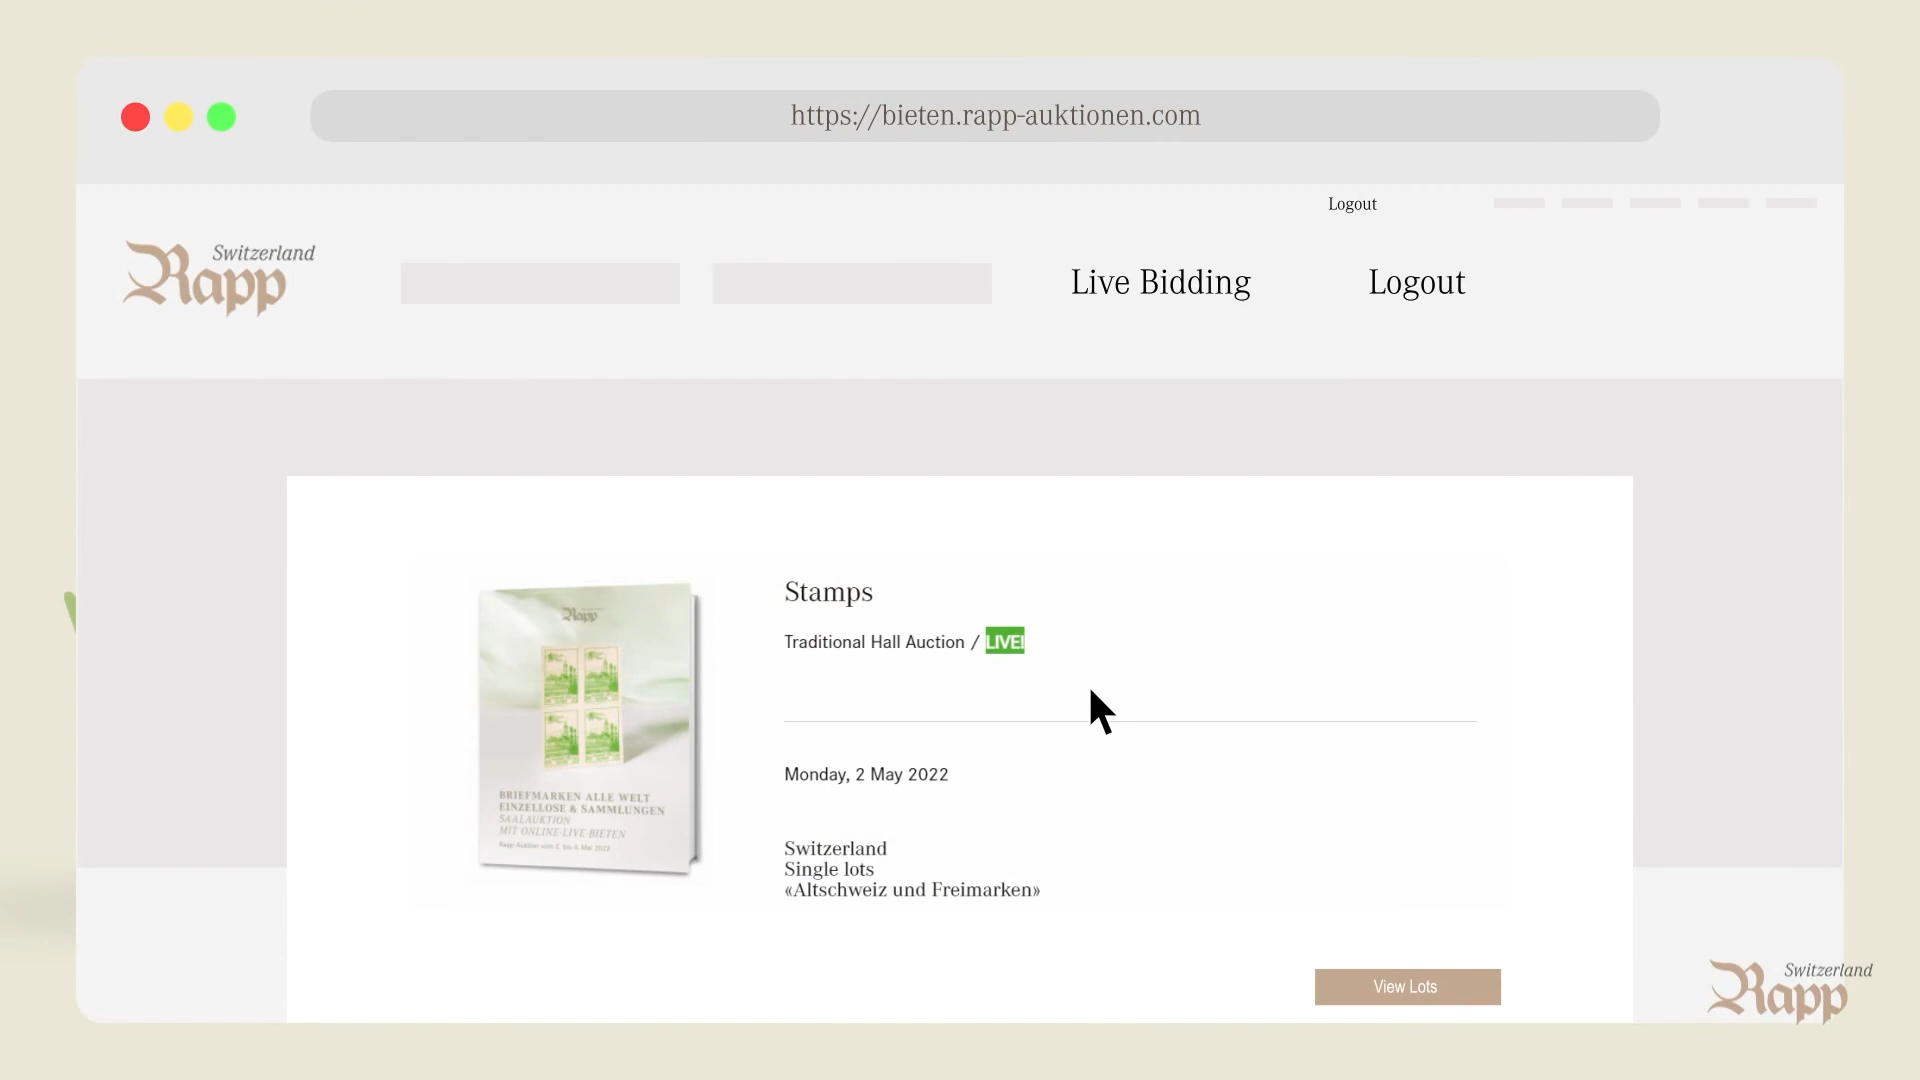 https://bieten.rapp-auktionen.com
Logout
Switzerland
Rapp
Live Bidding
Logout
Stamps
Traditional Hall Auction / LIVE!
Monday, 2 May 2022
Switzerland
Single lots
«Altschweiz und Freimarken»
View Lots
Rapp
BRIEFMARKEN ALLE WELT
EINZELLOSE & SAMMLUNGEN
SAALAUKTION
MIT ONLINE-LIVE-BIETEN
Rapp Auktion vom 2. bis 4. Mai 2022
Switzerland
Rapp